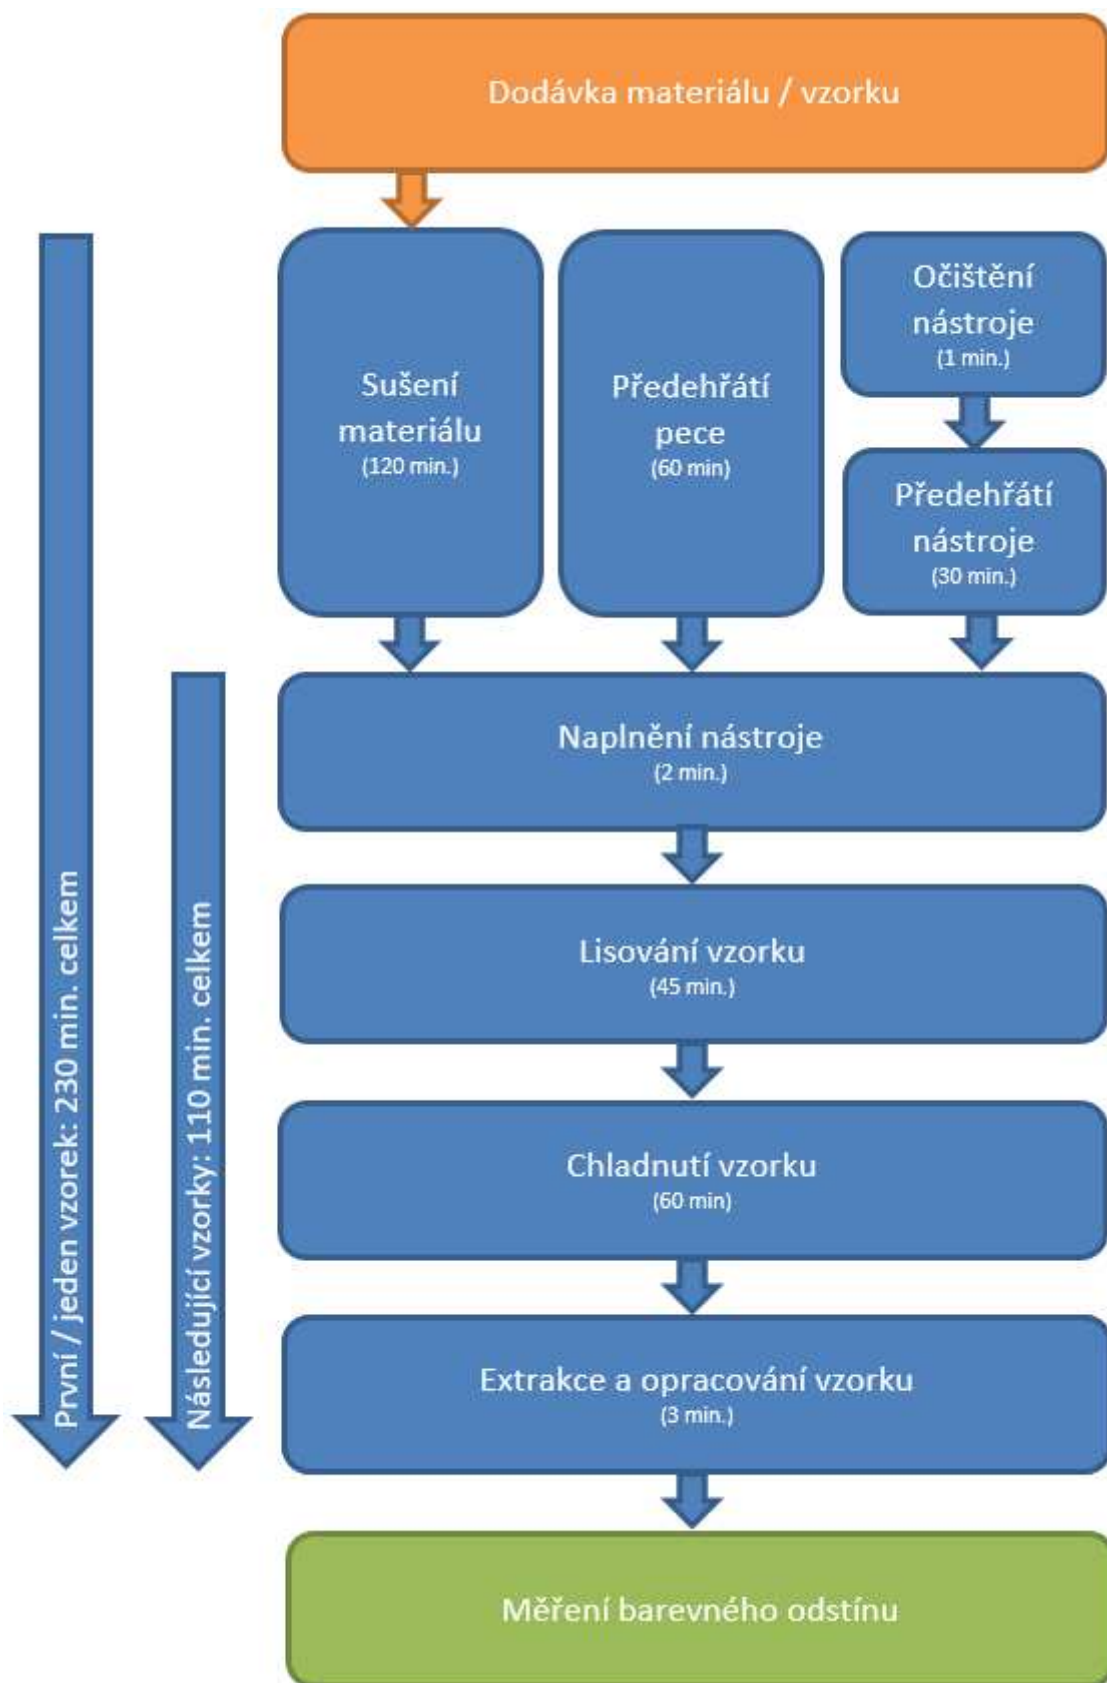 Dodávka materiálu / vzorku
Sušení
materiálu
(120 min.)
Předehřátí
pece
(60 min)
Očištění
nástroje
(1 min.)
Předehřátí
nástroje
(30 min.)
Naplnění nástroje
(2 min.)
Lisování vzorku
(45 min.)
Chladnutí vzorku
(60 min)
Extrakce a opracování vzorku
(3 min.)
Měření barevného odstínu
První / jeden vzorek: 230 min. celkem
Následující vzorky: 110 min. celkem